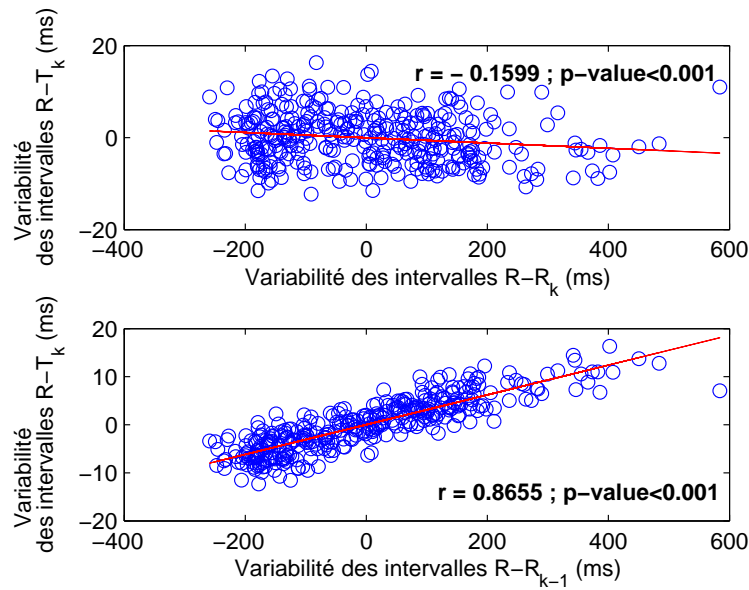 Variabilité
des intervalles R−T_k (ms)
20
0
−20
r = − 0.1599 ; p−value<0.001
−400
−200
0
200
400
600
Variabilité des intervalles R−R_k (ms)
Variabilité
des intervalles R−T_k (ms)
20
10
0
−10
−20
r = 0.8655 ; p−value<0.001
−400
−200
0
200
400
600
Variabilité des intervalles R−R_{k−1} (ms)